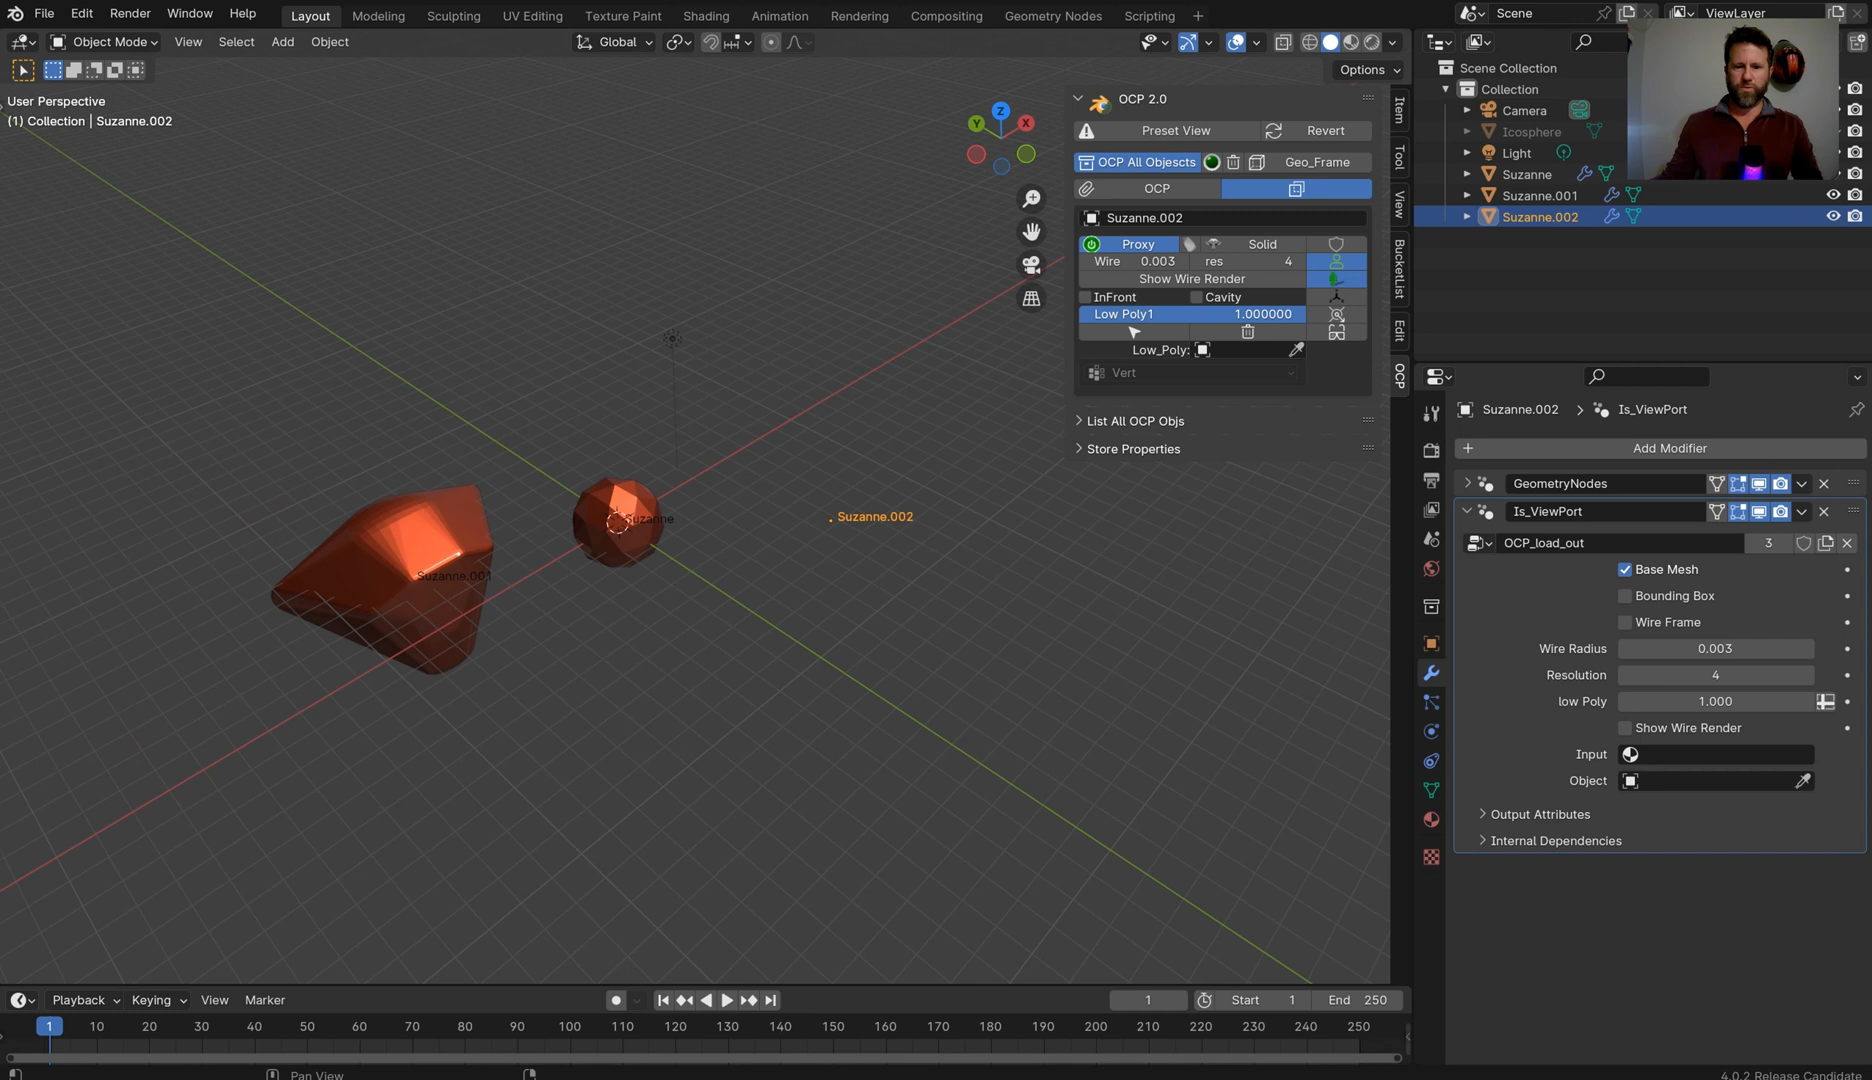 File Edit Render Window Help Layout Modeling Sculpting UV Editing Texture Paint Shading Animation Rendering Compositing Geometry Nodes Scripting + Scene ViewLayer
Object Mode View Select Add Object Global
Options
User Perspective
(1) Collection | Suzanne.002
Z
Y
X
Suzanne
Suzanne.001
Suzanne.002
OCP 2.0
Preset View Revert
OCP All Objescts Geo_Frame
OCP
Suzanne.002
Proxy Solid
Wire 0.003 res 4
Show Wire Render
InFront Cavity
Low Poly1 1.000000
Low_Poly:
Vert
List All OCP Objs
Store Properties
Item
Tool
View
BucketList
Edit
OCP
Scene Collection
Collection
Camera
Icosphere
Light
Suzanne
Suzanne.001
Suzanne.002
Suzanne.002 Is_ViewPort
Add Modifier
GeometryNodes
Is_ViewPort
OCP_load_out 3
Base Mesh
Bounding Box
Wire Frame
Wire Radius 0.003
Resolution 4
low Poly 1.000
Show Wire Render
Input
Object
Output Attributes
Internal Dependencies
Playback Keying View Marker 1 Start 1 End 250
1 10 20 30 40 50 60 70 80 90 100 110 120 130 140 150 160 170 180 190 200 210 220 230 240 250
Pan View 4.0.2 Release Candidate